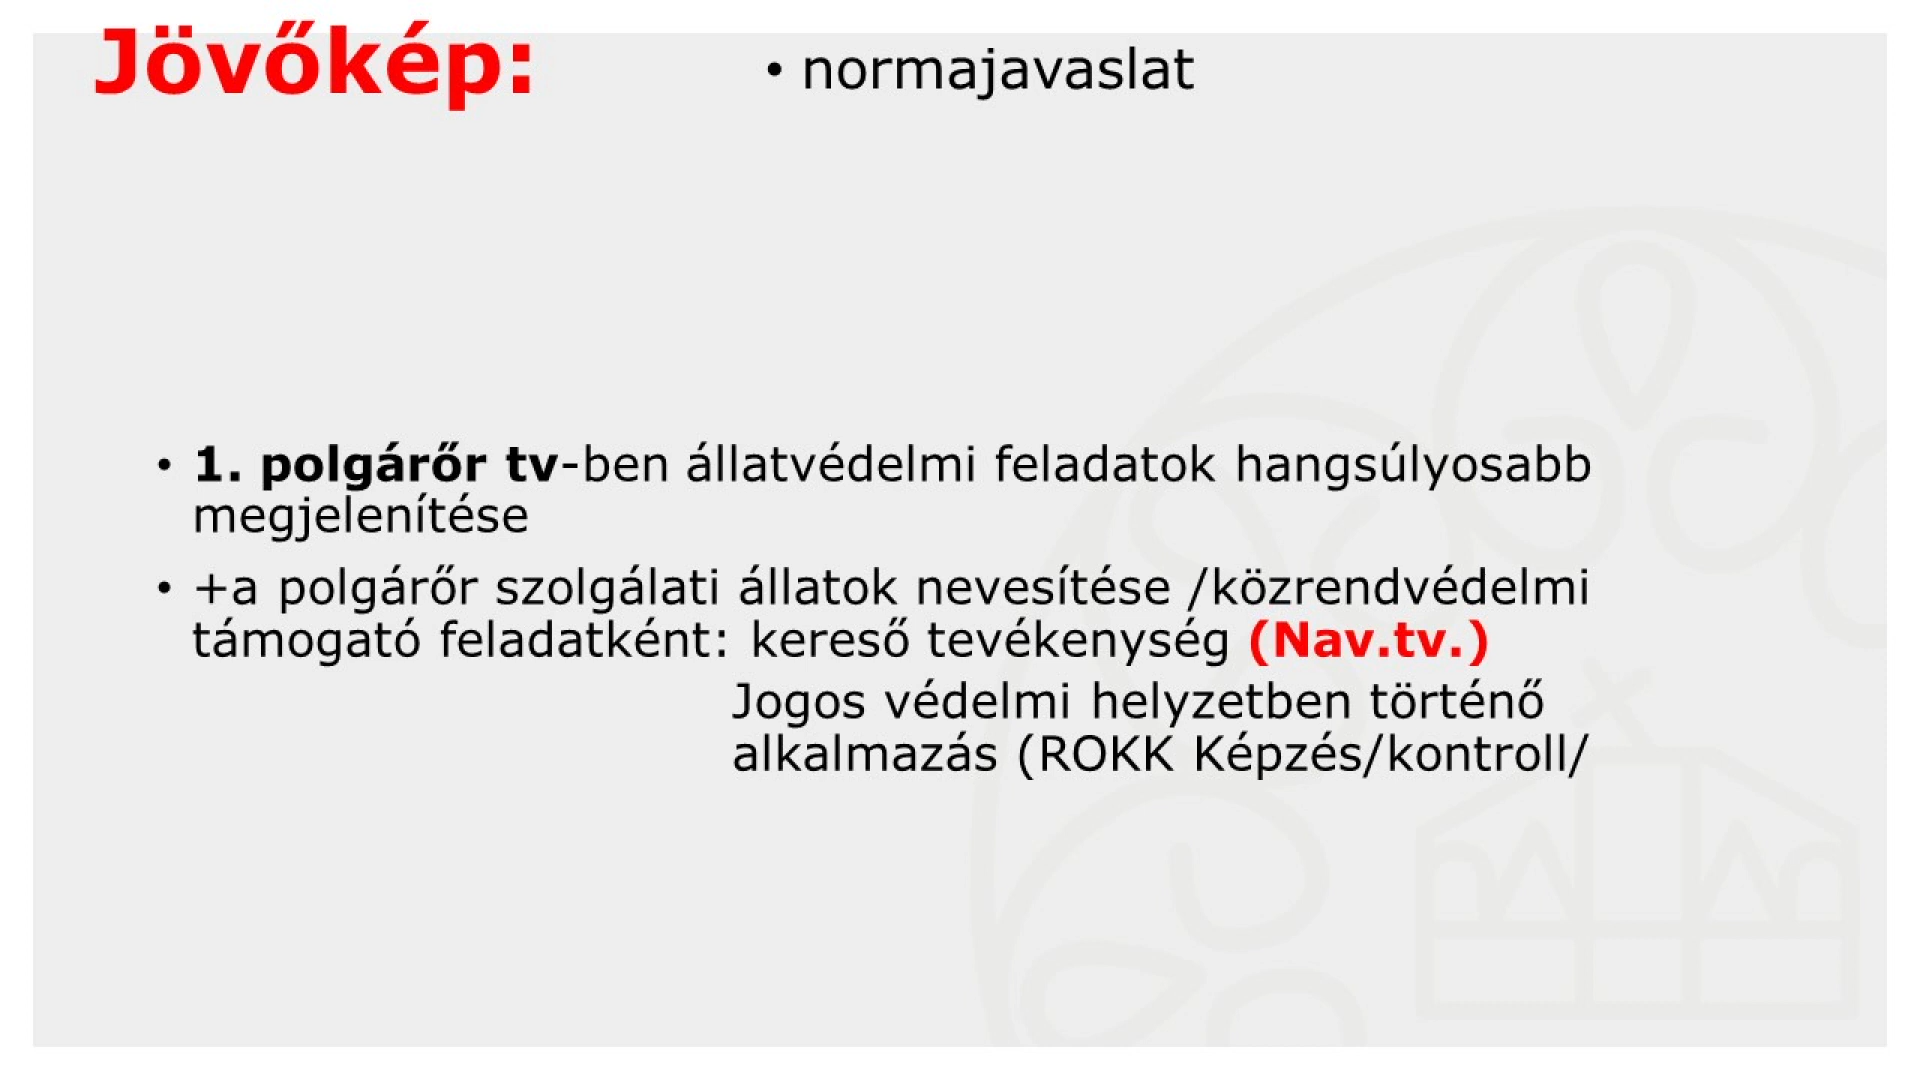 Jövőkép:
• normajavaslat
• 1. polgárőr tv-ben állatvédelmi feladatok hangsúlyosabb
megjelenítése
• +a polgárőr szolgálati állatok nevesítése /közrendvédelmi
támogató feladatként: kereső tevékenység (Nav.tv.)
Jogos védelmi helyzetben történő
alkalmazás (ROKK Képzés/kontroll/